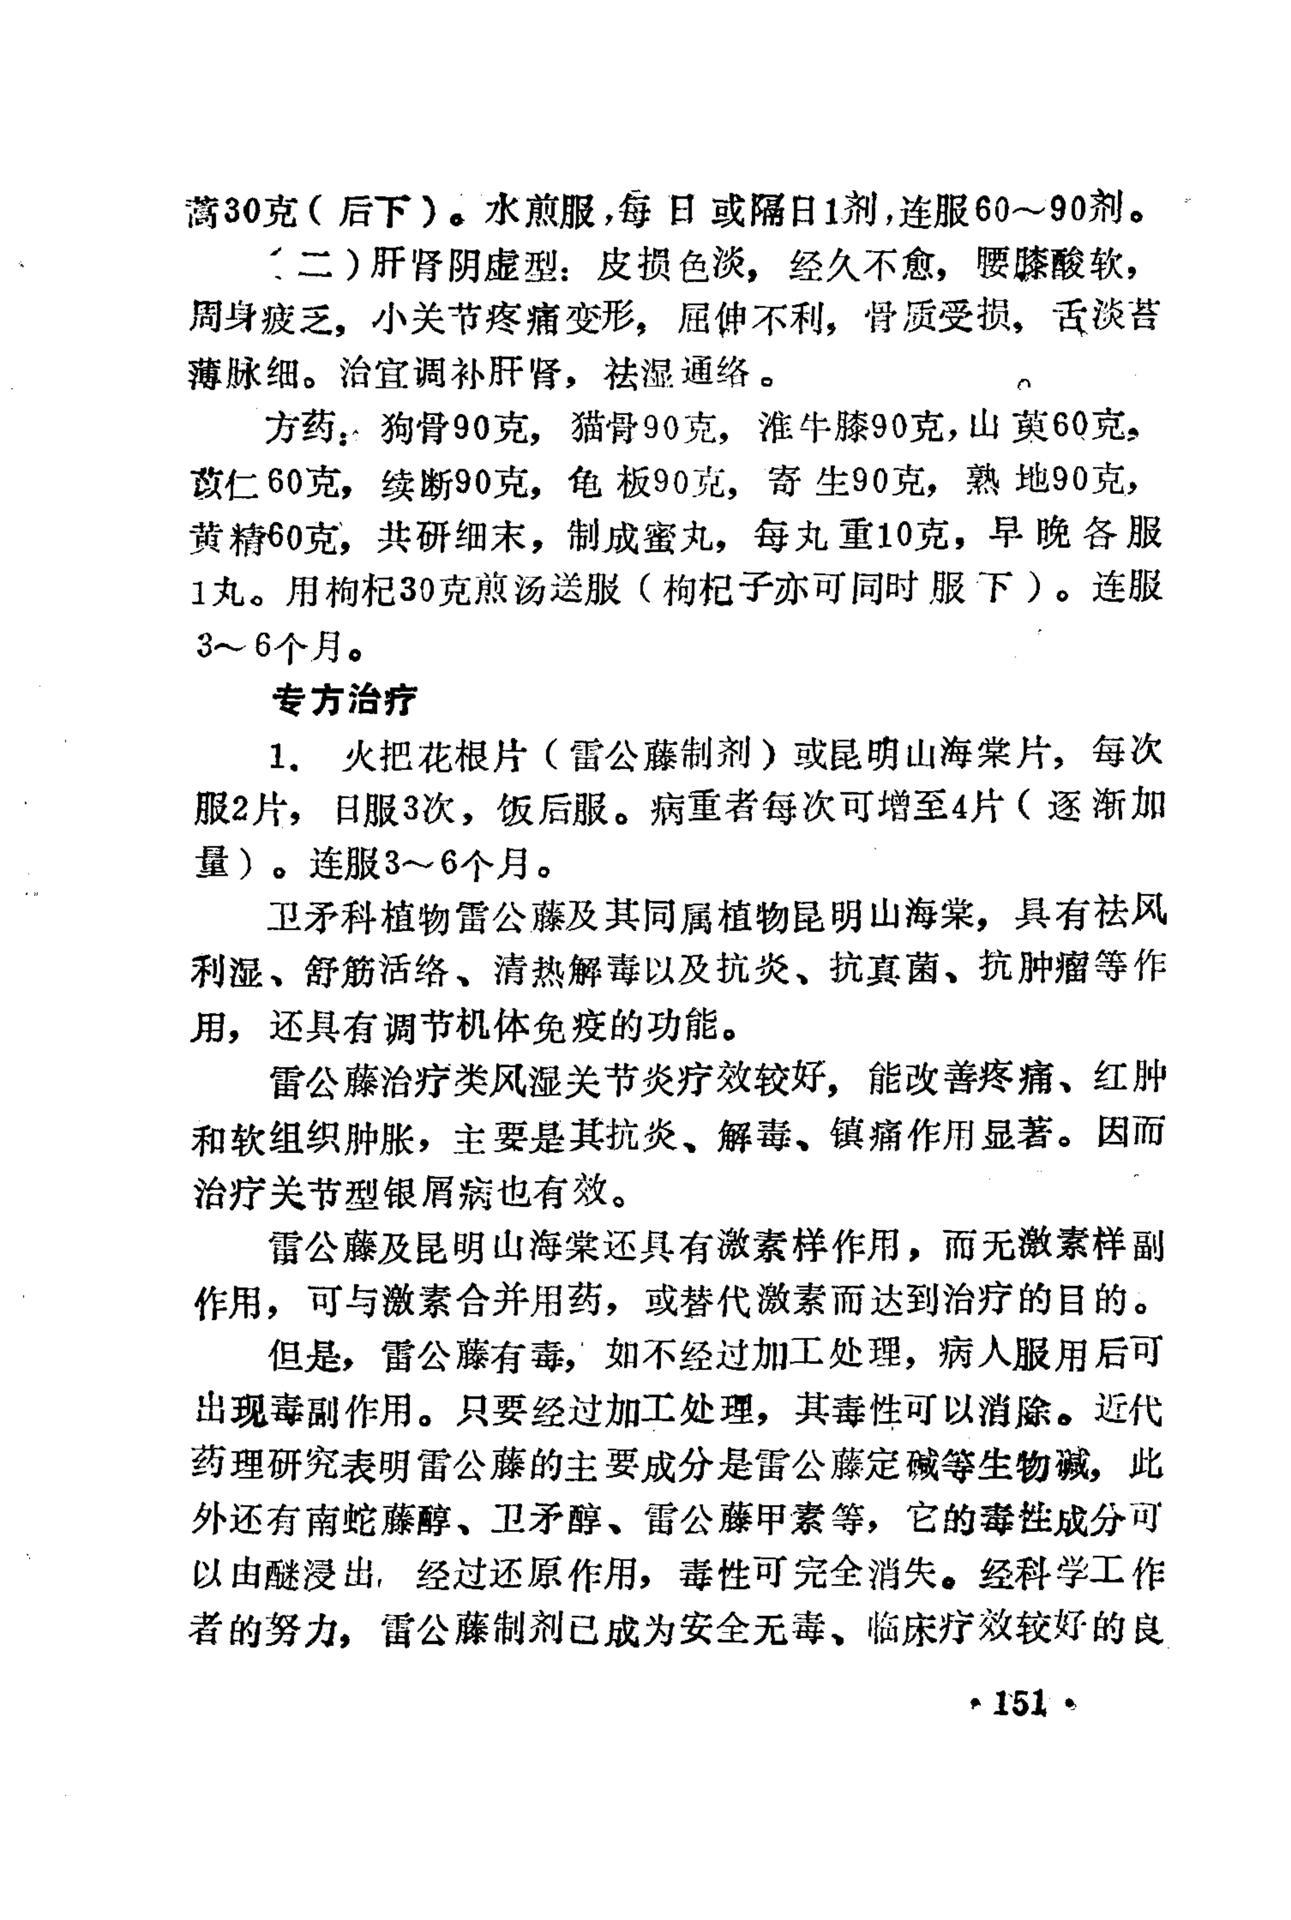 蒿30克（后下）。水煎服，每日或隔日1剂，连服60～90剂。
（二）肝肾阴虚型：皮损色淡，经久不愈，腰膝酸软，
周身疲乏，小关节疼痛变形，屈伸不利，骨质受损，舌淡苔
薄脉细。治宜调补肝肾，祛湿通络。
方药：狗骨90克，猫骨90克，淮牛膝90克，山萸60克，
苡仁60克，续断90克，龟板90克，寄生90克，熟地90克，
黄精60克，共研细末，制成蜜丸，每丸重10克，早晚各服
1丸。用枸杞30克煎汤送服（枸杞子亦可同时服下）。连服
3～6个月。
专方治疗
1．火把花根片（雷公藤制剂）或昆明山海棠片，每次
服2片，日服3次，饭后服。病重者每次可增至4片（逐渐加
量）。连服3～6个月。
卫矛科植物雷公藤及其同属植物昆明山海棠，具有祛风
利湿、舒筋活络、清热解毒以及抗炎、抗真菌、抗肿瘤等作
用，还具有调节机体免疫的功能。
雷公藤治疗类风湿关节炎疗效较好，能改善疼痛、红肿
和软组织肿胀，主要是其抗炎、解毒、镇痛作用显著。因而
治疗关节型银屑病也有效。
雷公藤及昆明山海棠还具有激素样作用，而无激素样副
作用，可与激素合并用药，或替代激素而达到治疗的目的。
但是，雷公藤有毒，如不经过加工处理，病人服用后可
出现毒副作用。只要经过加工处理，其毒性可以消除。近代
药理研究表明雷公藤的主要成分是雷公藤定碱等生物碱，此
外还有南蛇藤醇、卫矛醇、雷公藤甲素等，它的毒性成分可
以由醚浸出，经过还原作用，毒性可完全消失。经科学工作
者的努力，雷公藤制剂已成为安全无毒、临床疗效较好的良
·151·